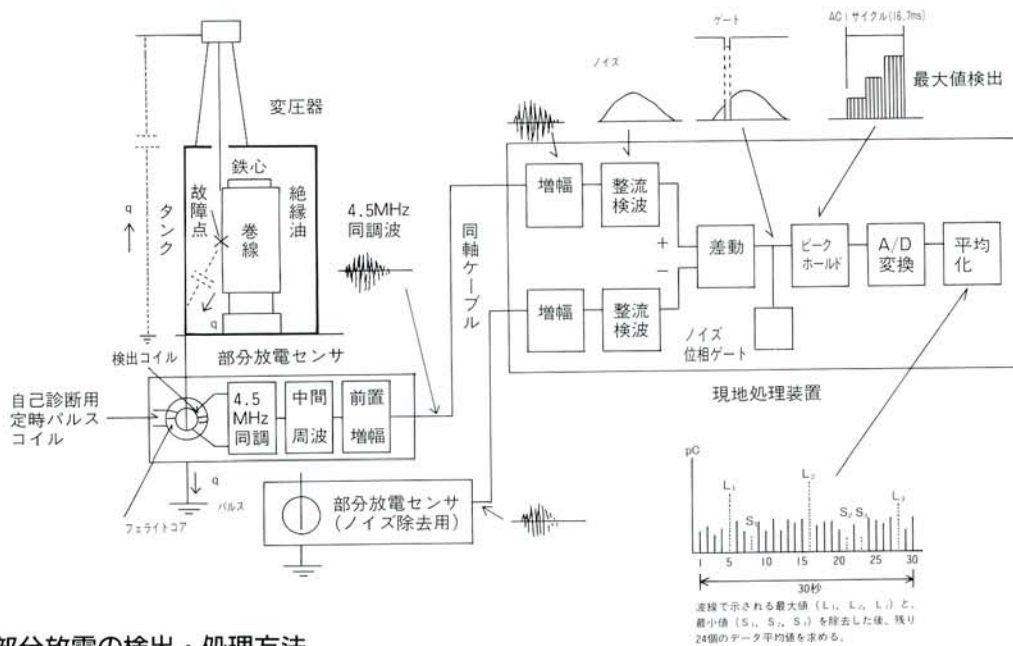 ゲート
AC1サイクル(16.7ms)
ノイズ
最大値検出
変圧器
鉄心
故障点
絶縁油
巻線
タンク
q
q
4.5MHz
同調波
同軸ケーブル
増幅
整流
検波
+
−
差動
ピーク
ホールド
A/D
変換
平均
化
増幅
整流
検波
ノイズ
位相ゲート
現地処理装置
部分放電センサ
検出コイル
自己診断用
定時パルス
コイル
4.5
MHz
同調
中間
周波
前置
増幅
q
パルス
フェライトコア
部分放電センサ
(ノイズ除去用)
pC
L₁
L₂
L₃
S₁
S₂
S₃
1 5 10 15 20 25 30
30秒
波線で示される最大値(L₁, L₂, L₃)と、
最小値(S₁, S₂, S₃)を除去した後、残り
24個のデータ平均値を求める。
部分放電の検出・処理方法